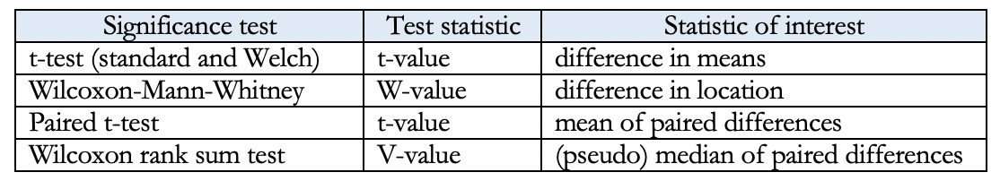 Significance test Test statistic Statistic of interest
t-test (standard and Welch) t-value difference in means
Wilcoxon-Mann-Whitney W-value difference in location
Paired t-test t-value mean of paired differences
Wilcoxon rank sum test V-value (pseudo) median of paired differences